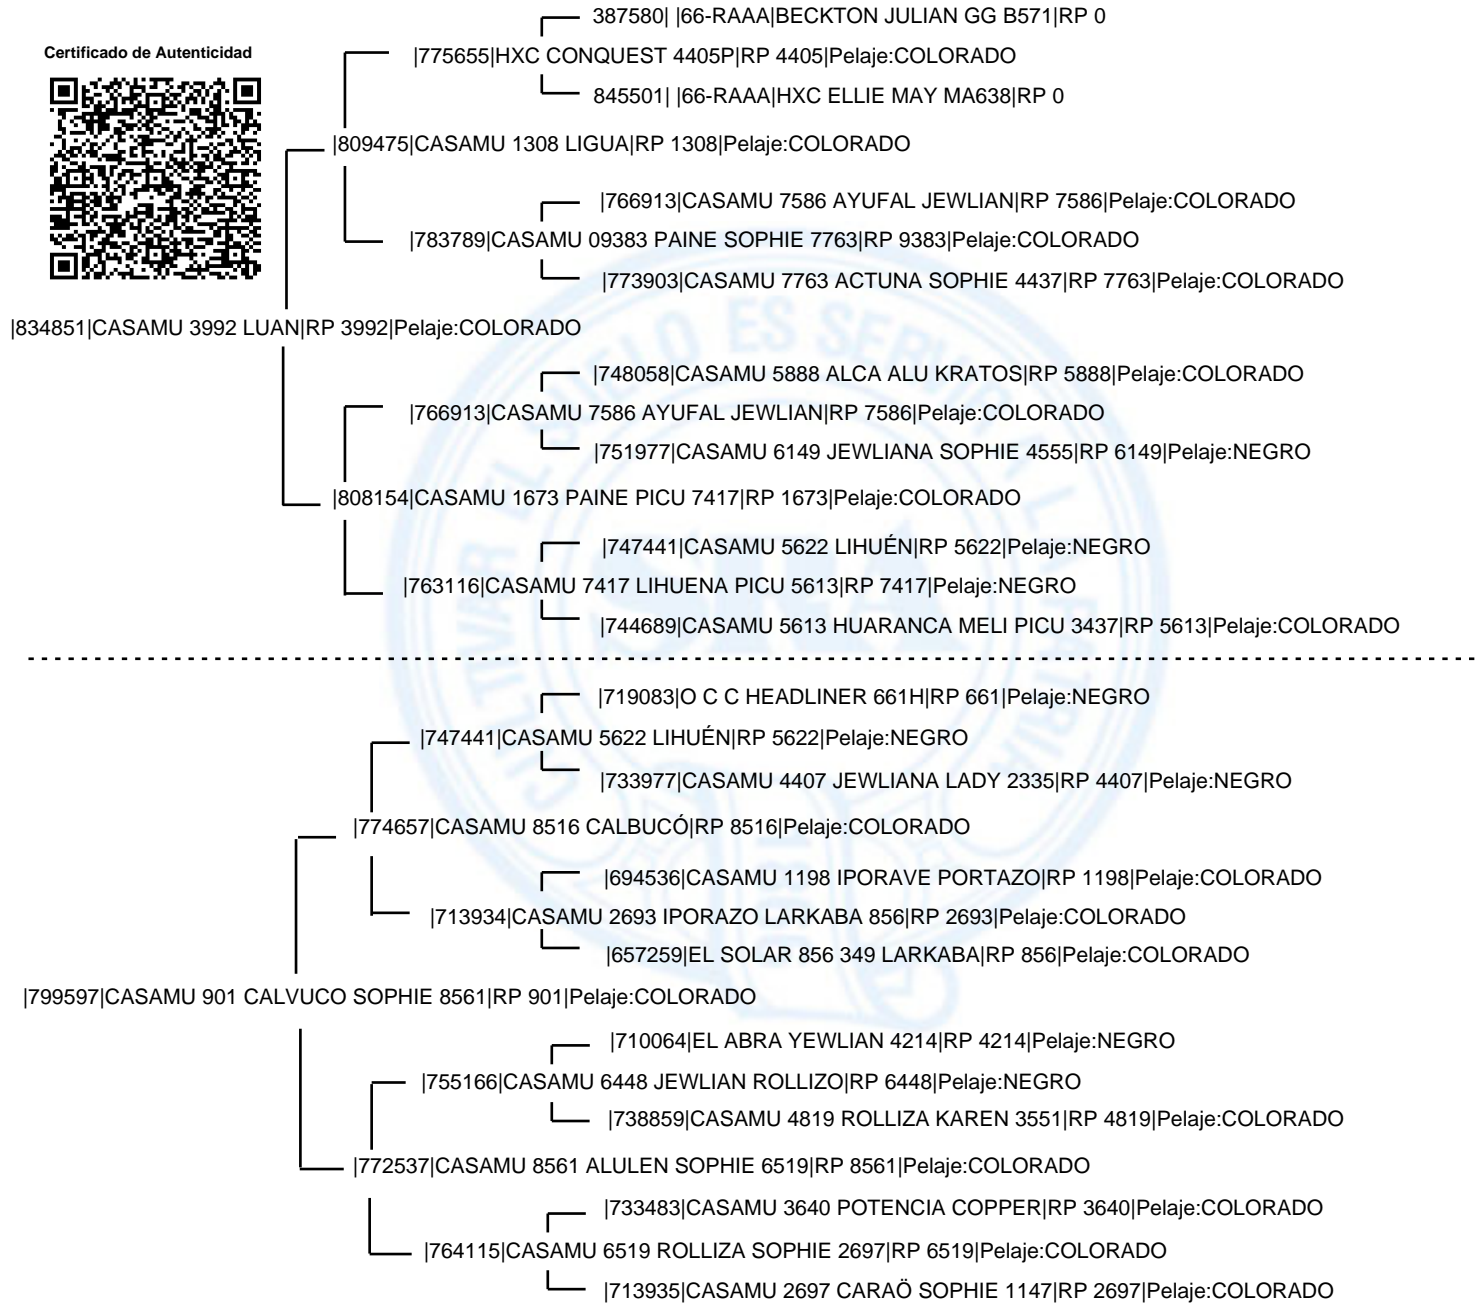 387580| |66-RAAA|BECKTON JULIAN GG B571|RP 0
Certificado de Autenticidad
|775655|HXC CONQUEST 4405P|RP 4405|Pelaje:COLORADO
845501| |66-RAAA|HXC ELLIE MAY MA638|RP 0
|809475|CASAMU 1308 LIGUA|RP 1308|Pelaje:COLORADO
|766913|CASAMU 7586 AYUFAL JEWLIAN|RP 7586|Pelaje:COLORADO
|783789|CASAMU 09383 PAINE SOPHIE 7763|RP 9383|Pelaje:COLORADO
|773903|CASAMU 7763 ACTUNA SOPHIE 4437|RP 7763|Pelaje:COLORADO
|834851|CASAMU 3992 LUAN|RP 3992|Pelaje:COLORADO
|748058|CASAMU 5888 ALCA ALU KRATOS|RP 5888|Pelaje:COLORADO
|766913|CASAMU 7586 AYUFAL JEWLIAN|RP 7586|Pelaje:COLORADO
|751977|CASAMU 6149 JEWLIANA SOPHIE 4555|RP 6149|Pelaje:NEGRO
|808154|CASAMU 1673 PAINE PICU 7417|RP 1673|Pelaje:COLORADO
|747441|CASAMU 5622 LIHUÉN|RP 5622|Pelaje:NEGRO
|763116|CASAMU 7417 LIHUENA PICU 5613|RP 7417|Pelaje:NEGRO
|744689|CASAMU 5613 HUARANCA MELI PICU 3437|RP 5613|Pelaje:COLORADO
|719083|O C C HEADLINER 661H|RP 661|Pelaje:NEGRO
|747441|CASAMU 5622 LIHUÉN|RP 5622|Pelaje:NEGRO
|733977|CASAMU 4407 JEWLIANA LADY 2335|RP 4407|Pelaje:NEGRO
|774657|CASAMU 8516 CALBUCÓ|RP 8516|Pelaje:COLORADO
|694536|CASAMU 1198 IPORAVE PORTAZO|RP 1198|Pelaje:COLORADO
|713934|CASAMU 2693 IPORAZO LARKABA 856|RP 2693|Pelaje:COLORADO
|657259|EL SOLAR 856 349 LARKABA|RP 856|Pelaje:COLORADO
|799597|CASAMU 901 CALVUCO SOPHIE 8561|RP 901|Pelaje:COLORADO
|710064|EL ABRA YEWLIAN 4214|RP 4214|Pelaje:NEGRO
|755166|CASAMU 6448 JEWLIAN ROLLIZO|RP 6448|Pelaje:NEGRO
|738859|CASAMU 4819 ROLLIZA KAREN 3551|RP 4819|Pelaje:COLORADO
|772537|CASAMU 8561 ALULEN SOPHIE 6519|RP 8561|Pelaje:COLORADO
|733483|CASAMU 3640 POTENCIA COPPER|RP 3640|Pelaje:COLORADO
|764115|CASAMU 6519 ROLLIZA SOPHIE 2697|RP 6519|Pelaje:COLORADO
|713935|CASAMU 2697 CARAÖ SOPHIE 1147|RP 2697|Pelaje:COLORADO
CULTIVAR EL SUELO ES SERVIR A LA PATRIA
SRA
1866